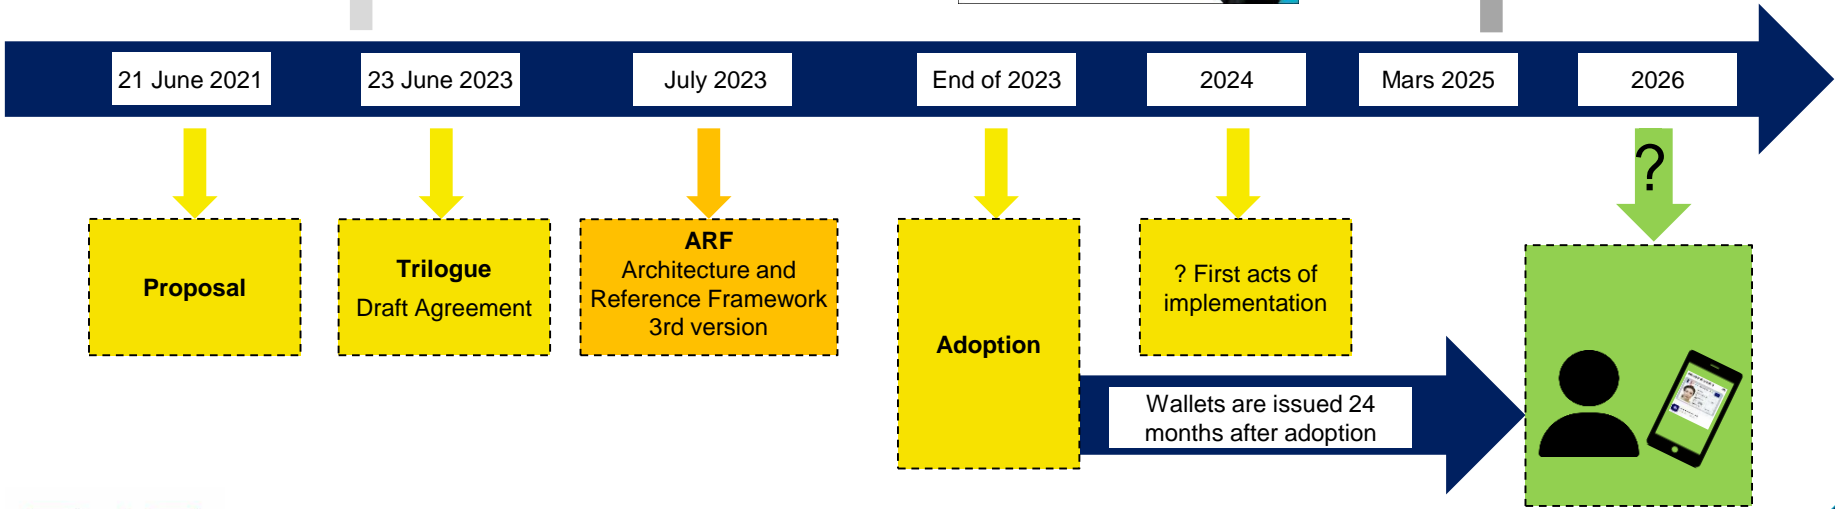 21 June 2021
23 June 2023
July 2023
End of 2023
2024
Mars 2025
2026
?
Proposal
Trilogue
Draft Agreement
ARF
Architecture and
Reference Framework
3rd version
Adoption
? First acts of
implementation
Wallets are issued 24
months after adoption